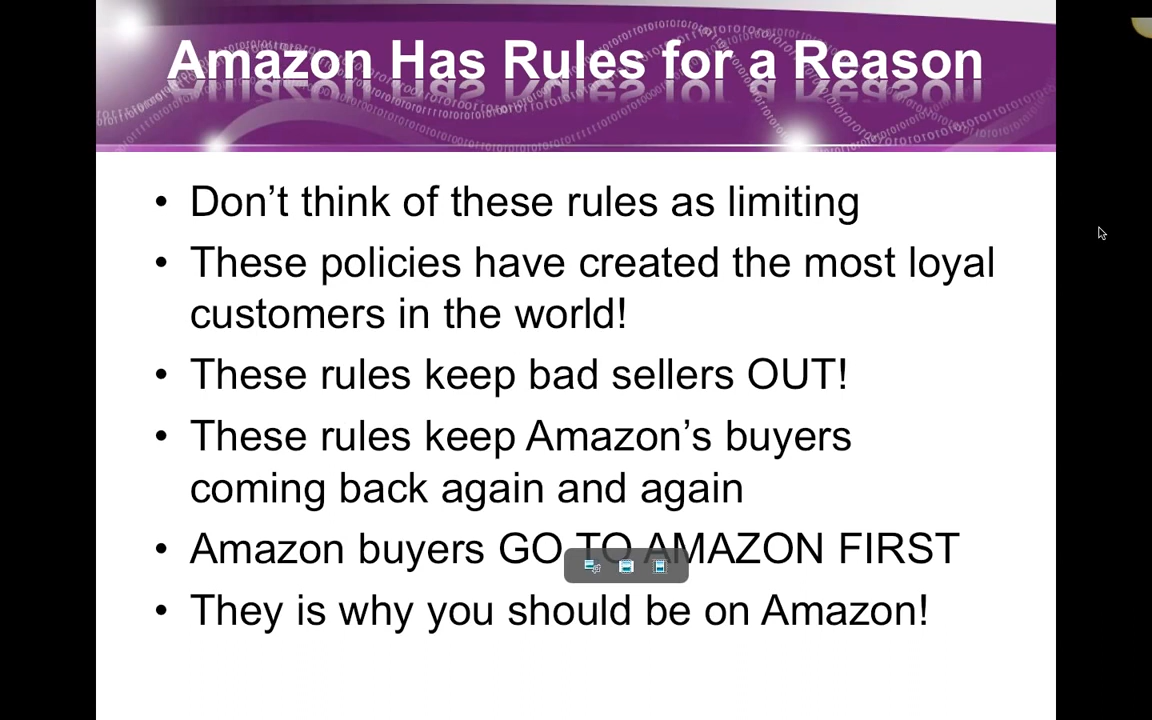 Amazon Has Rules for a Reason
• Don’t think of these rules as limiting
• These policies have created the most loyal
customers in the world!
• These rules keep bad sellers OUT!
• These rules keep Amazon’s buyers
coming back again and again
• Amazon buyers GO TO AMAZON FIRST
• They is why you should be on Amazon!